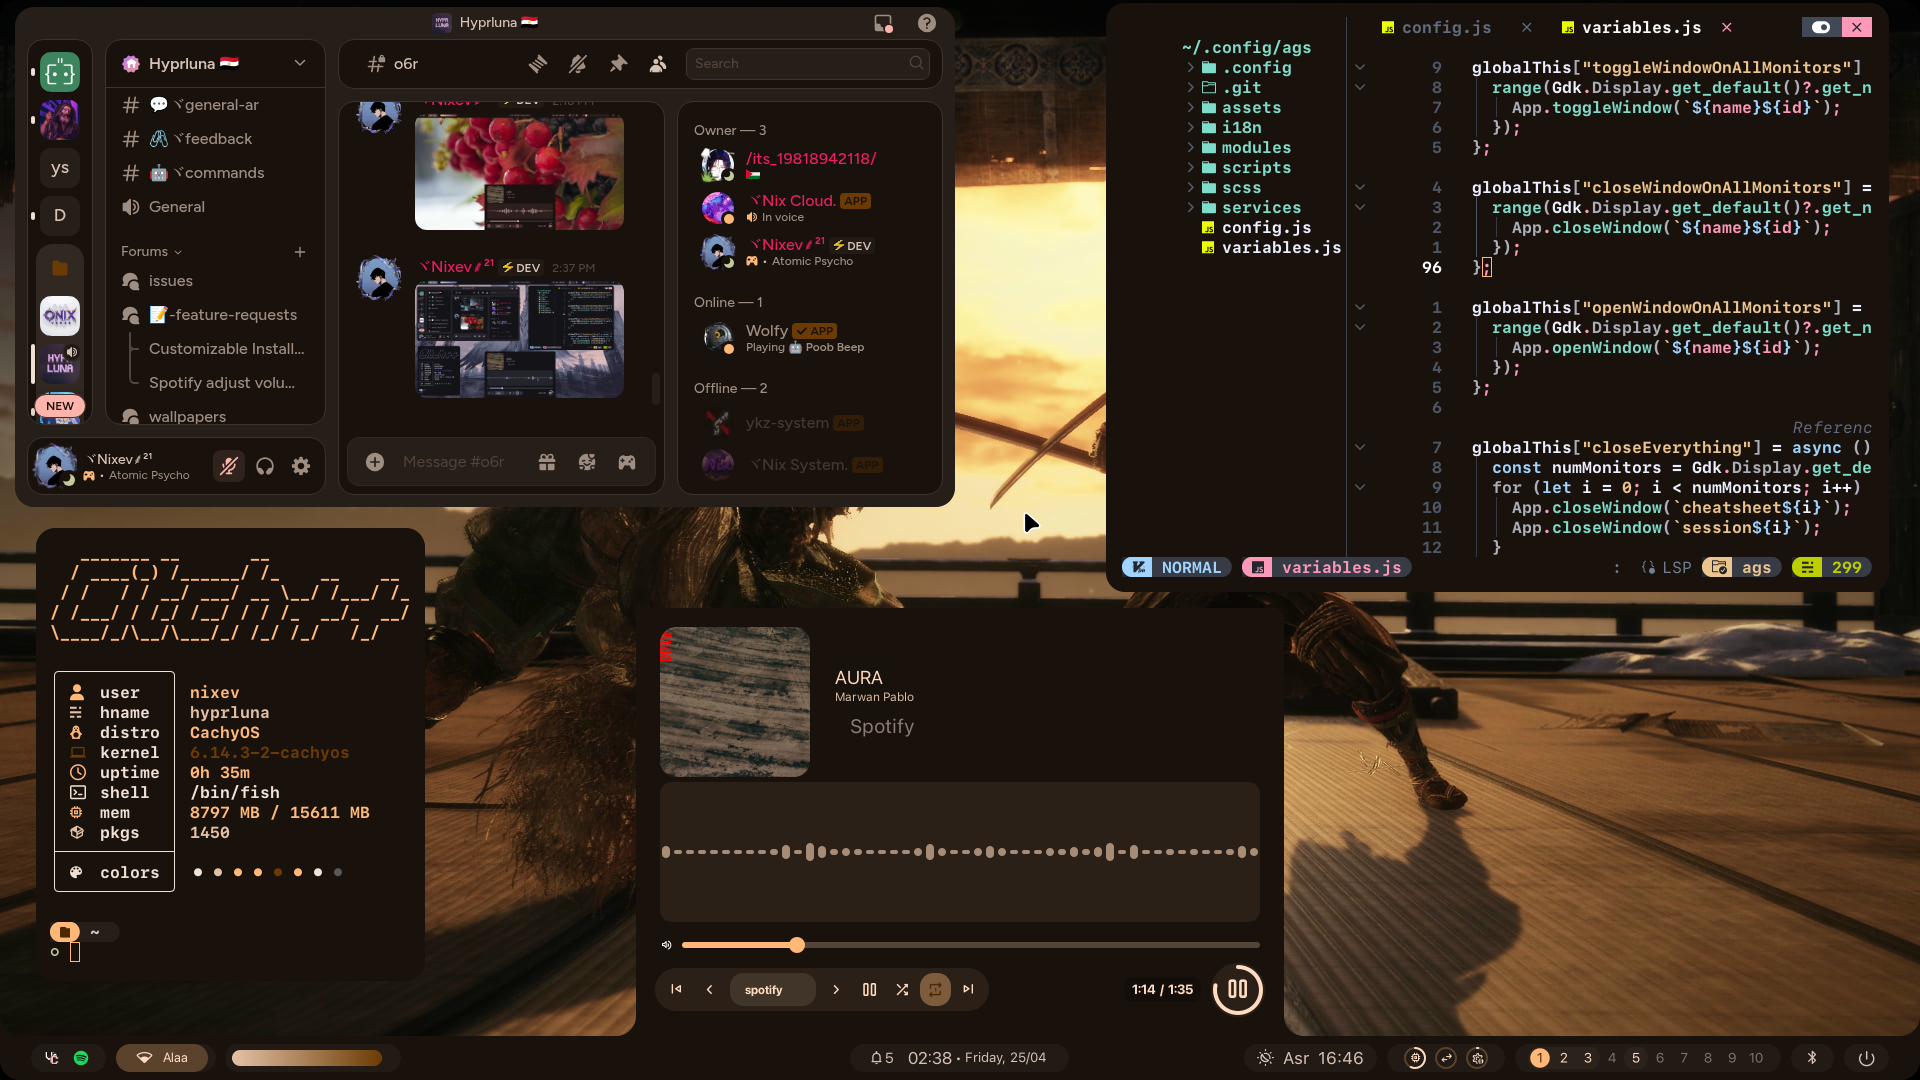 Hyprluna 🇪🇬
?
Hyprluna 🇪🇬
ys
D
HYPR
LUNA
NEW
# 💬ヾgeneral-ar
# 🖇️ヾfeedback
# 🤖ヾcommands
General
Forums
issues
📝-feature-requests
Customizable Install...
Spotify adjust volu...
wallpapers
ヾNixev 21
🎮 • Atomic Psycho
# o6r
Search
ヾNixev ⚡DEV 2:16 PM
ヾNixev 21 ⚡DEV 2:37 PM
Message #o6r
Owner — 3
/its_19818942118/
🇵🇸
ヾNix Cloud. APP
In voice
ヾNixev 21 ⚡DEV
🎮 • Atomic Psycho
Online — 1
Wolfy ✓ APP
Playing 🤖 Poob Beep
Offline — 2
ykz-system APP
ヾNix System. APP
~/.config/ags
.config
.git
assets
i18n
modules
scripts
scss
services
config.js
variables.js
config.js ×
variables.js ×
9 globalThis["toggleWindowOnAllMonitors"]
8 range(Gdk.Display.get_default()?.get_n
7 App.toggleWindow(`${name}${id}`);
6 });
5 };
4 globalThis["closeWindowOnAllMonitors"] =
3 range(Gdk.Display.get_default()?.get_n
2 App.closeWindow(`${name}${id}`);
1 });
96 };
1 globalThis["openWindowOnAllMonitors"] =
2 range(Gdk.Display.get_default()?.get_n
3 App.openWindow(`${name}${id}`);
4 });
5 };
6
Referenc
7 globalThis["closeEverything"] = async ()
8 const numMonitors = Gdk.Display.get_de
9 for (let i = 0; i < numMonitors; i++)
10 App.closeWindow(`cheatsheet${i}`);
11 App.closeWindow(`session${i}`);
12 }
NORMAL variables.js : LSP ags 299
user nixev
hname hyprluna
distro CachyOS
kernel 6.14.3-2-cachyos
uptime 0h 35m
shell /bin/fish
mem 8797 MB / 15611 MB
pkgs 1450
colors
~
AURA
Marwan Pablo
Spotify
spotify
1:14 / 1:35
Alaa
5 02:38 • Friday, 25/04
Asr 16:46
1 2 3 4 5 6 7 8 9 10